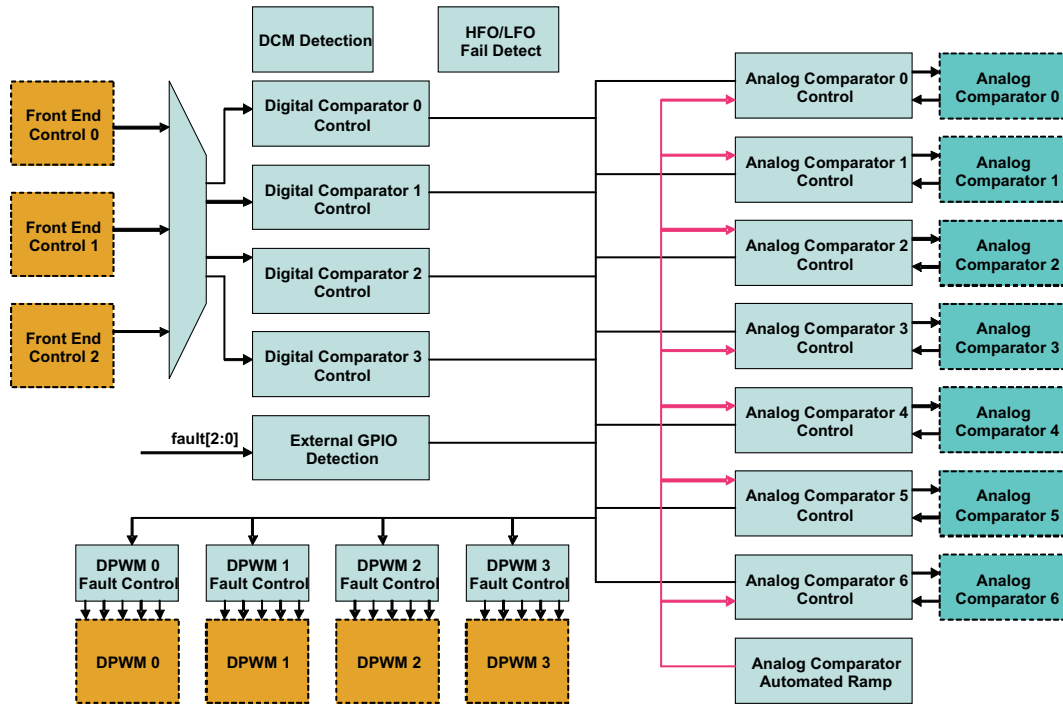 DCM Detection
HFO/LFO
Fail Detect
Front End
Control 0
Front End
Control 1
Front End
Control 2
Digital Comparator 0
Control
Digital Comparator 1
Control
Digital Comparator 2
Control
Digital Comparator 3
Control
fault[2:0]
External GPIO
Detection
Analog Comparator 0
Control
Analog
Comparator 0
Analog Comparator 1
Control
Analog
Comparator 1
Analog Comparator 2
Control
Analog
Comparator 2
Analog Comparator 3
Control
Analog
Comparator 3
Analog Comparator 4
Control
Analog
Comparator 4
Analog Comparator 5
Control
Analog
Comparator 5
Analog Comparator 6
Control
Analog
Comparator 6
Analog Comparator
Automated Ramp
DPWM 0
Fault Control
DPWM 1
Fault Control
DPWM 2
Fault Control
DPWM 3
Fault Control
DPWM 0
DPWM 1
DPWM 2
DPWM 3